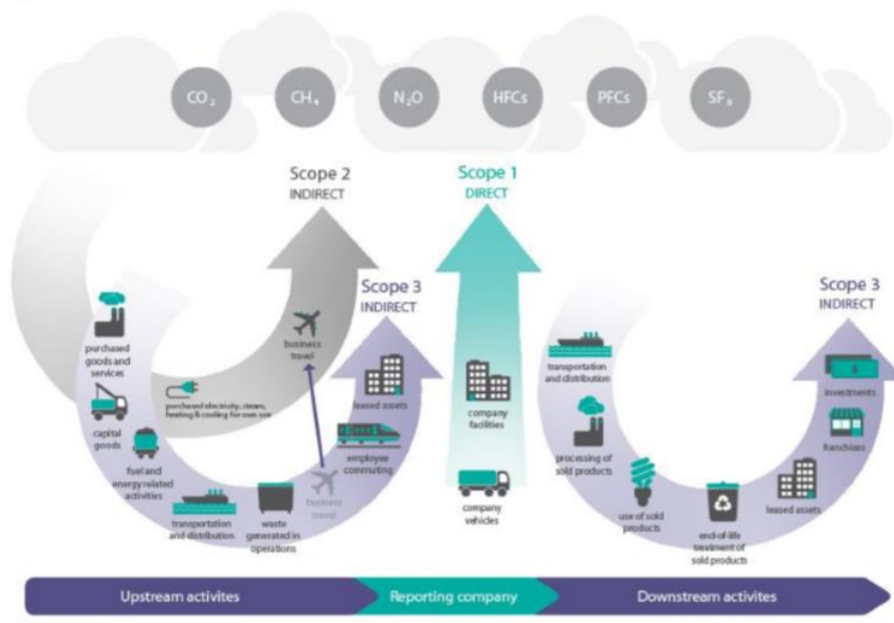 CO₂
CH₄
N₂O
HFCs
PFCs
SF₆
Scope 2
INDIRECT
Scope 1
DIRECT
Scope 3
INDIRECT
Scope 3
INDIRECT
purchased
goods and
services
business
travel
purchased electricity, steam,
heating & cooling for own use
capital
goods
fuel and
energy related
activities
transportation
and distribution
waste
generated in
operations
business
travel
employee
commuting
leased assets
company
facilities
company
vehicles
transportation
and distribution
processing of
sold products
use of sold
products
end-of-life
treatment of
sold products
leased assets
franchises
investments
Upstream activites
Reporting company
Downstream activites